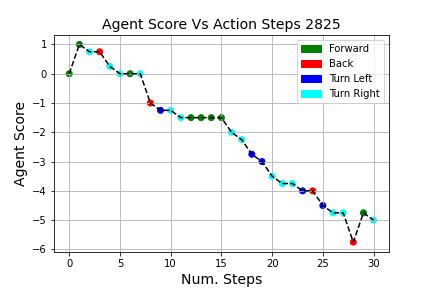 Agent Score Vs Action Steps 2825
Forward
Back
Turn Left
Turn Right
Agent Score
1
0
−1
−2
−3
−4
−5
−6
0 5 10 15 20 25 30
Num. Steps